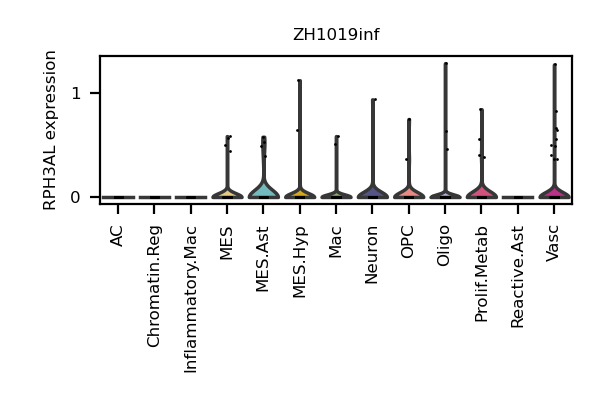 ZH1019inf
RPH3AL expression
1
0
AC
Chromatin.Reg
Inflammatory.Mac
MES
MES.Ast
MES.Hyp
Mac
Neuron
OPC
Oligo
Prolif.Metab
Reactive.Ast
Vasc